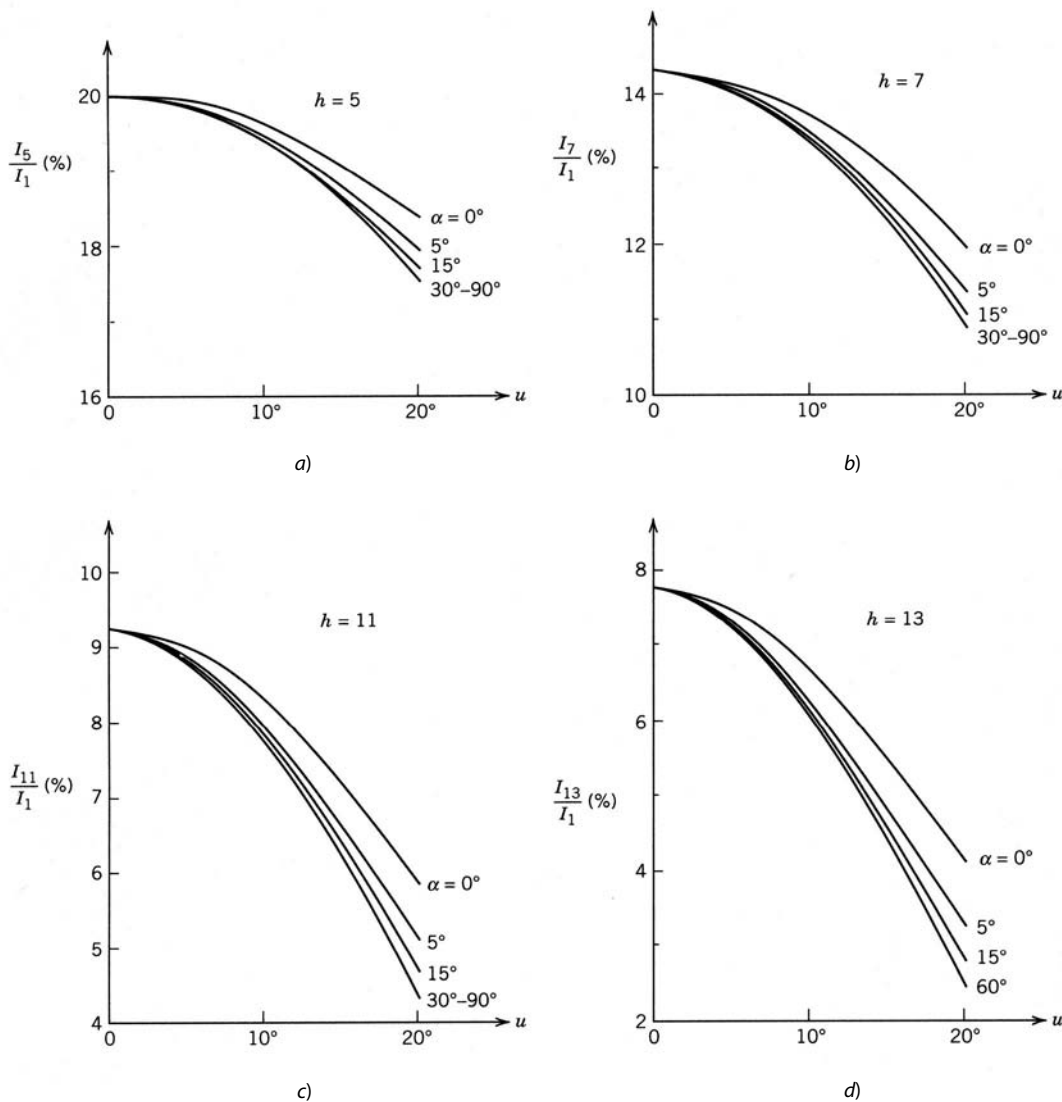 h = 5
20
I5/I1 (%)
18
16
α = 0°
5°
15°
30°–90°
0
10°
20°
u
a)
h = 7
14
I7/I1 (%)
12
10
α = 0°
5°
15°
30°–90°
0
10°
20°
u
b)
h = 11
10
9
8
7
I11/I1 (%)
6
5
4
α = 0°
5°
15°
30°–90°
0
10°
20°
u
c)
h = 13
8
6
I13/I1 (%)
4
2
α = 0°
5°
15°
60°
0
10°
20°
u
d)